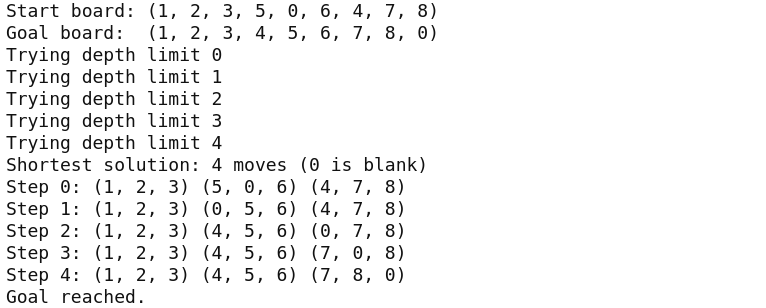 Start board: (1, 2, 3, 5, 0, 6, 4, 7, 8)
Goal board:  (1, 2, 3, 4, 5, 6, 7, 8, 0)
Trying depth limit 0
Trying depth limit 1
Trying depth limit 2
Trying depth limit 3
Trying depth limit 4
Shortest solution: 4 moves (0 is blank)
Step 0: (1, 2, 3) (5, 0, 6) (4, 7, 8)
Step 1: (1, 2, 3) (0, 5, 6) (4, 7, 8)
Step 2: (1, 2, 3) (4, 5, 6) (0, 7, 8)
Step 3: (1, 2, 3) (4, 5, 6) (7, 0, 8)
Step 4: (1, 2, 3) (4, 5, 6) (7, 8, 0)
Goal reached.